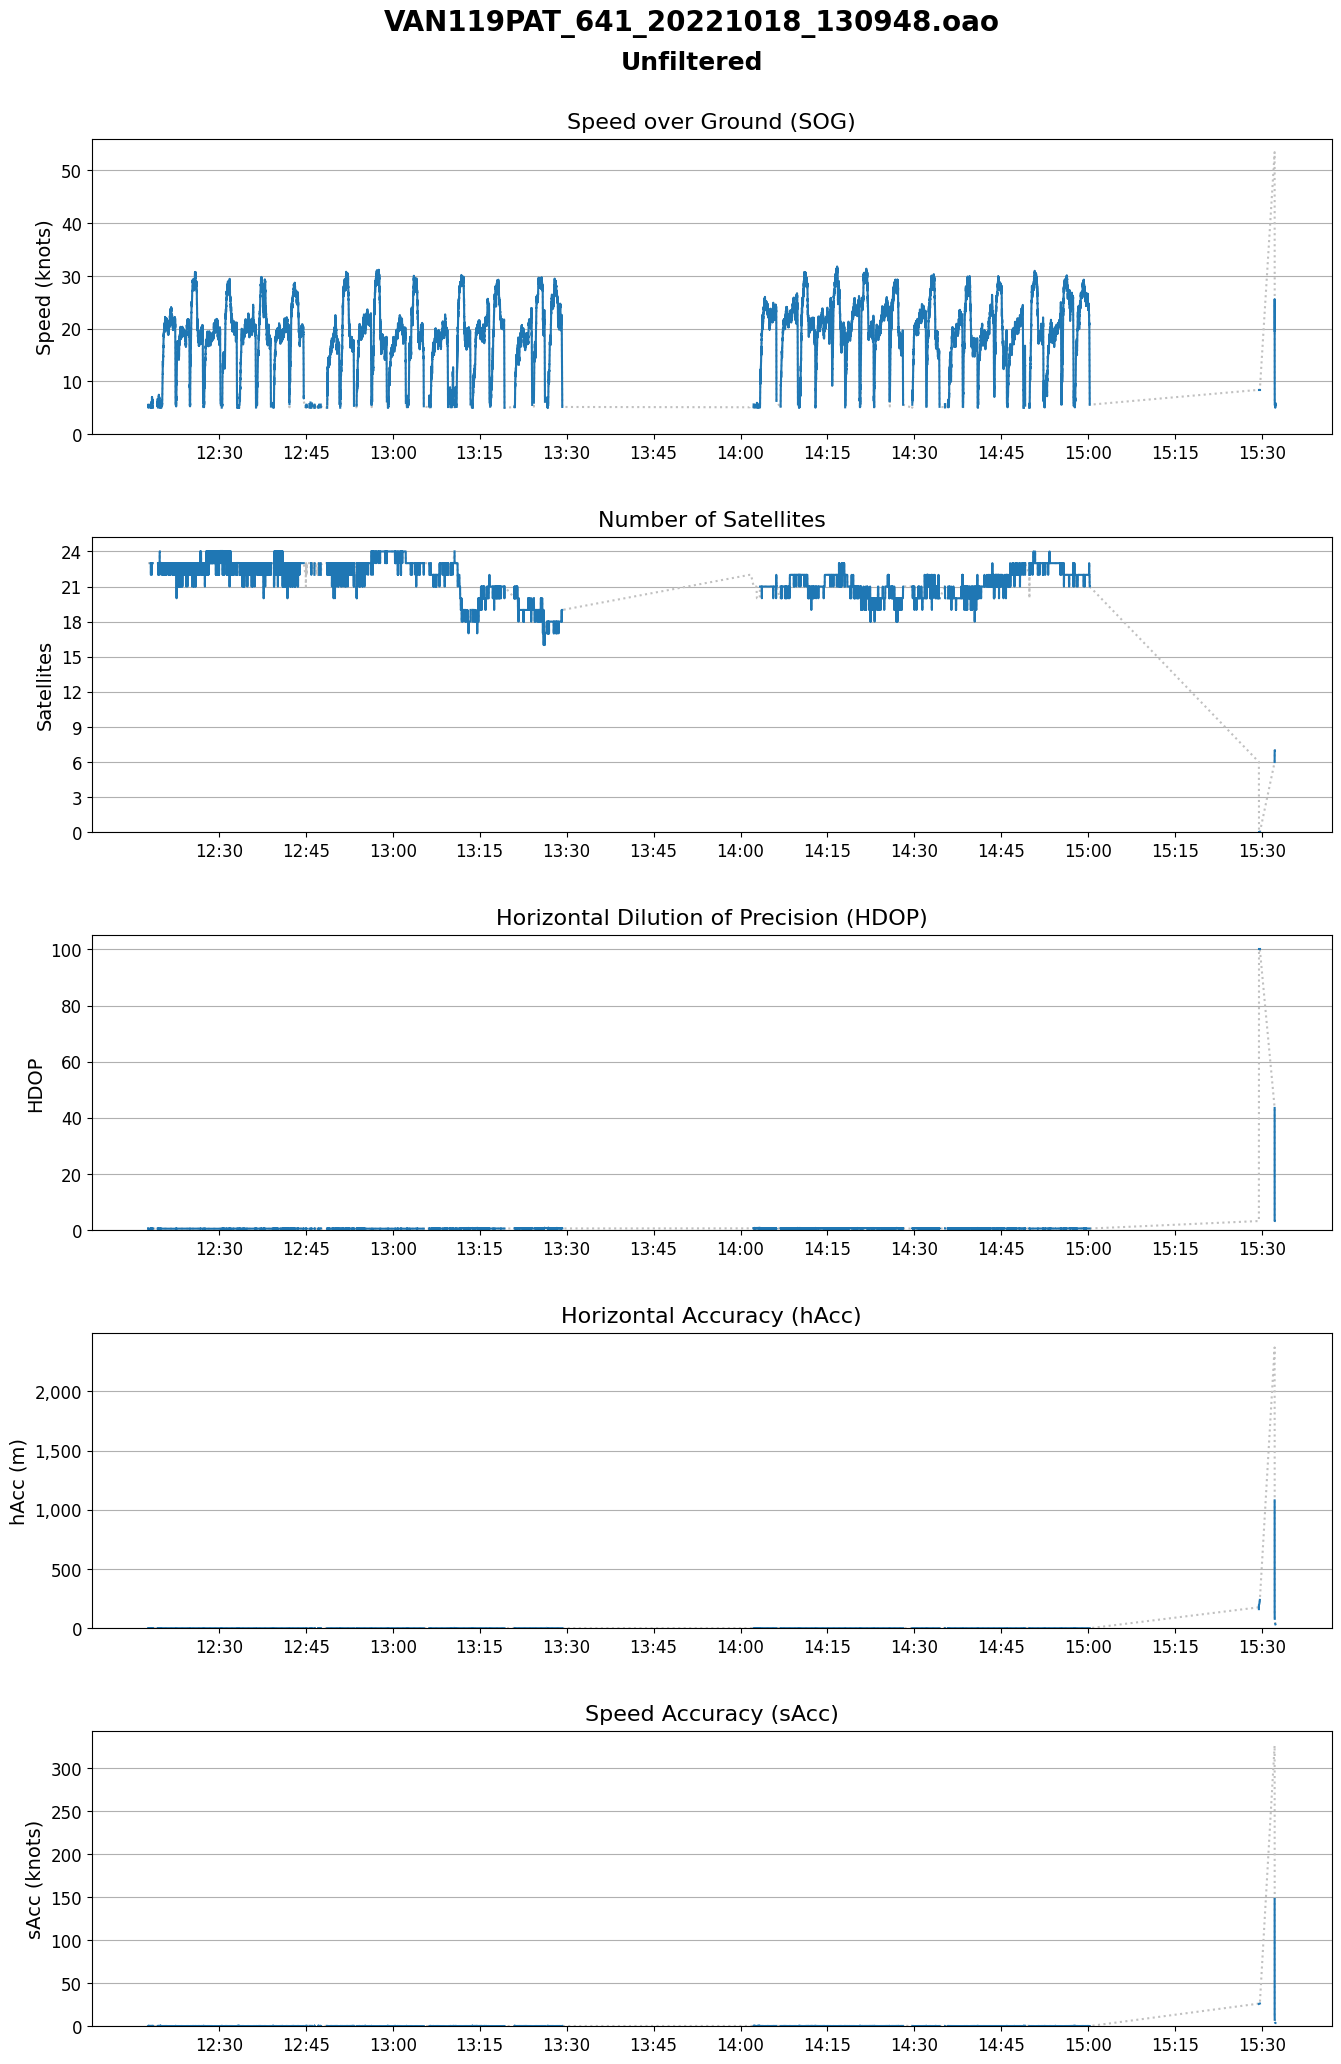 VAN119PAT_641_20221018_130948.oao
Unfiltered
Speed over Ground (SOG)
Speed (knots)
50
40
30
20
10
0
12:30 12:45 13:00 13:15 13:30 13:45 14:00 14:15 14:30 14:45 15:00 15:15 15:30
Number of Satellites
Satellites
24
21
18
15
12
9
6
3
0
12:30 12:45 13:00 13:15 13:30 13:45 14:00 14:15 14:30 14:45 15:00 15:15 15:30
Horizontal Dilution of Precision (HDOP)
HDOP
100
80
60
40
20
0
12:30 12:45 13:00 13:15 13:30 13:45 14:00 14:15 14:30 14:45 15:00 15:15 15:30
Horizontal Accuracy (hAcc)
hAcc (m)
2,000
1,500
1,000
500
0
12:30 12:45 13:00 13:15 13:30 13:45 14:00 14:15 14:30 14:45 15:00 15:15 15:30
Speed Accuracy (sAcc)
sAcc (knots)
300
250
200
150
100
50
0
12:30 12:45 13:00 13:15 13:30 13:45 14:00 14:15 14:30 14:45 15:00 15:15 15:30